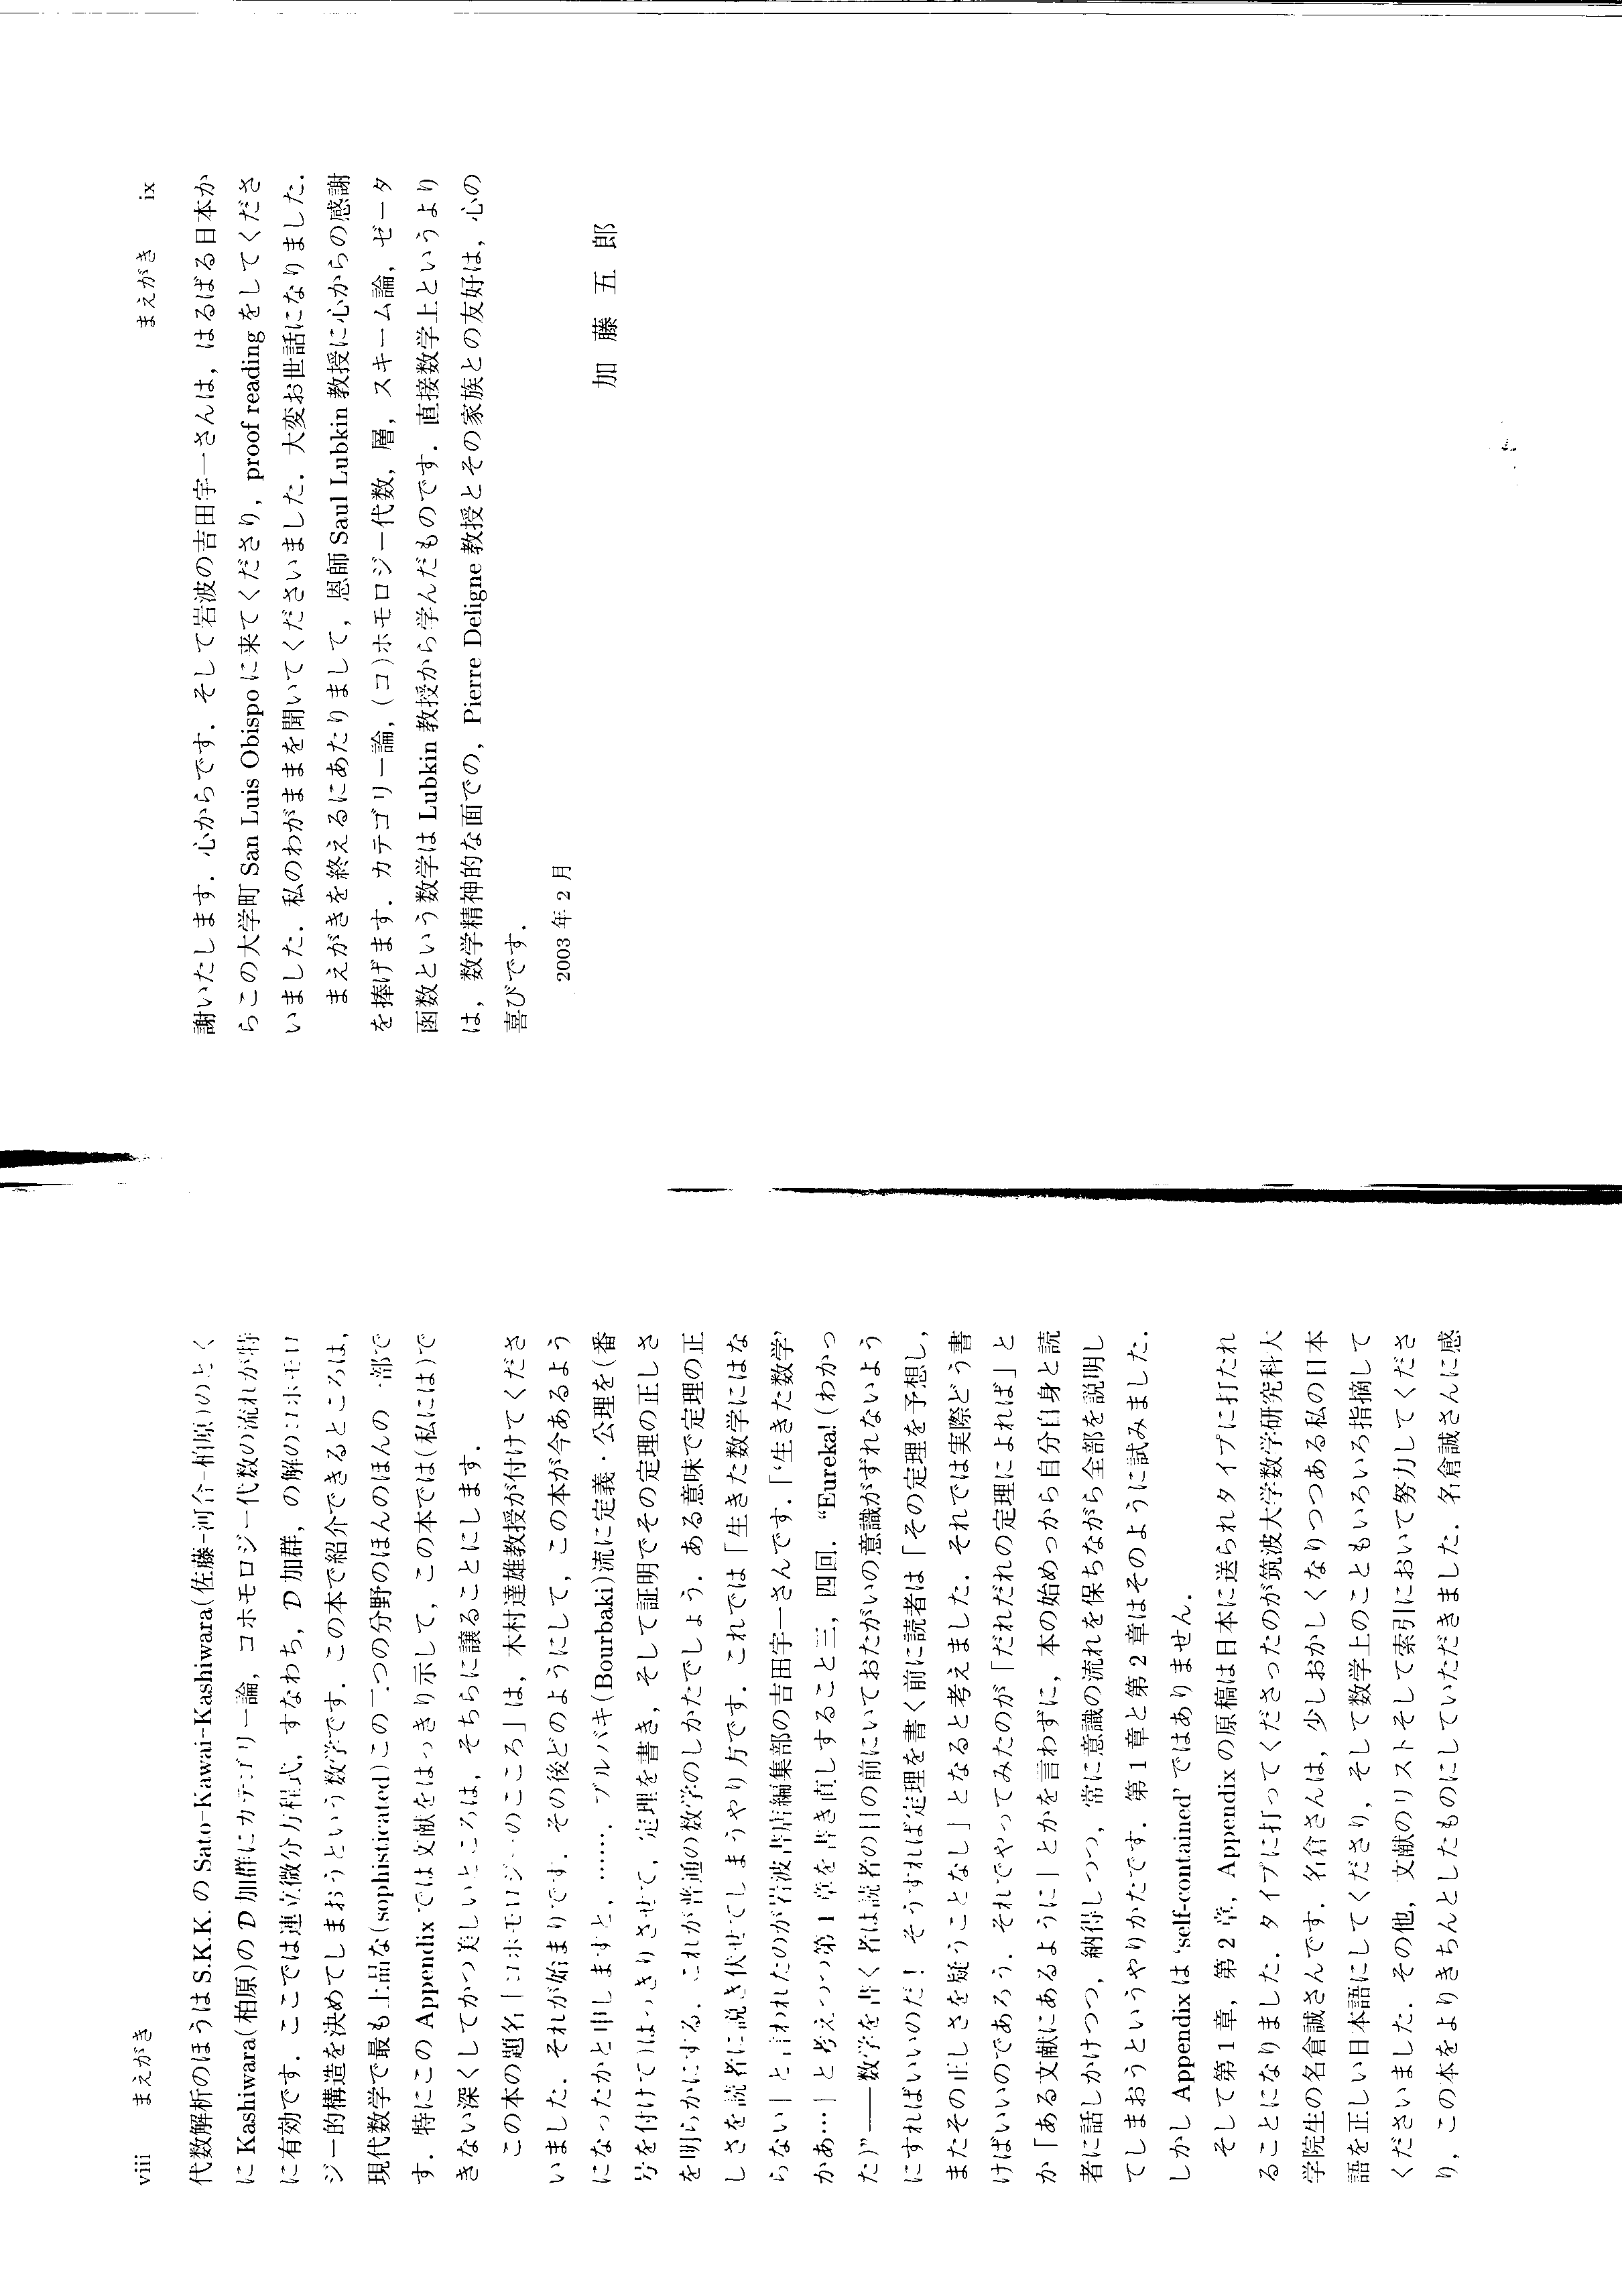 viii　まえがき
代数解析のほうは S.K.K. の Sato-Kawai-Kashiwara(佐藤-河合-柏原)のとく
に Kashiwara(柏原)の D 加群にカテゴリー論，コホモロジー代数の流れが特
に有効です．ここでは連立微分方程式，すなわち，D 加群，の解のコホモロ
ジー的構造を決めてしまおうという数学です．この本で紹介できるところは，
現代数学で最も上品な(sophisticated)この二つの分野のほんのほんの一部で
す．特にこの Appendix では文献をはっきり示して，この本では(私には)で
きない深くしてかつ美しいところは，そちらに譲ることにします．
この本の題名「コホモロジーのこころ」は，木村達雄教授が付けてくださ
いました．それが始まりです．その後どのようにして，この本が今あるよう
になったかと申しますと，……．ブルバキ(Bourbaki)流に定義・公理を(番
号を付けて)はっきりさせて，定理を書き，そして証明でその定理の正しさ
を明らかにする．これが普通の数学のしかたでしょう．ある意味で定理の正
しさを読者に説き伏せてしまうやり方です．これでは「生きた数学にはな
らない」と言われたのが岩波書店編集部の吉田宇一さんです．「‘生きた数学’
かあ…」と考えつつ第 1 章を書き直しすること三，四回．“Eureka!(わかっ
た)”――数学を書く者は読者の目の前にいておたがいの意識がずれないよう
にすればいいのだ！ そうすれば定理を書く前に読者は「その定理を予想し，
またその正しさを疑うことなし」となると考えました．それでは実際どう書
けばいいのであろう．それでやってみたのが「だれだれの定理によれば」と
か「ある文献にあるように」とかを言わずに，本の始めっから自分自身と読
者に話しかけつつ，納得しつつ，常に意識の流れを保ちながら全部を説明し
てしまおうというやりかたです．第 1 章と第 2 章はそのように試みました．
しかし Appendix は ‘self-contained’ ではありません．
そして第 1 章，第 2 章，Appendix の原稿は日本に送られタイプに打たれ
ることになりました．タイプに打ってくださったのが筑波大学数学研究科大
学院生の名倉誠さんです．名倉さんは，少しおかしくなりつつある私の日本
語を正しい日本語にしてくださり，そして数学上のこともいろいろ指摘して
くださいました．その他，文献のリストそして索引において努力してくださ
り，この本をよりきちんとしたものにしていただきました．名倉誠さんに感
まえがき　ix
謝いたします．心からです．そして岩波の吉田宇一さんは，はるばる日本か
らこの大学町 San Luis Obispo に来てくださり，proof reading をしてくださ
いました．私のわがままを聞いてくださいました．大変お世話になりました．
まえがきを終えるにあたりまして，恩師 Saul Lubkin 教授に心からの感謝
を捧げます．カテゴリー論，(コ)ホモロジー代数，層，スキーム論，ゼータ
函数という数学は Lubkin 教授から学んだものです．直接数学上というより
は，数学精神的な面での，Pierre Deligne 教授とその家族との友好は，心の
喜びです．
2003 年 2 月
加 藤 五 郎